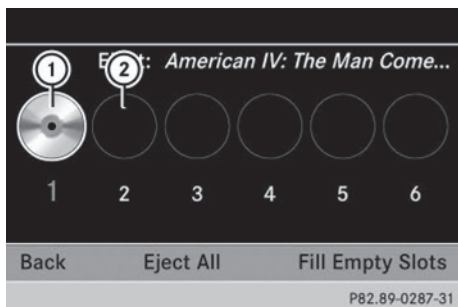 1 2
E t: American IV: The Man Come...
1 2 3 4 5 6
Back Eject All Fill Empty Slots
P82.89-0287-31